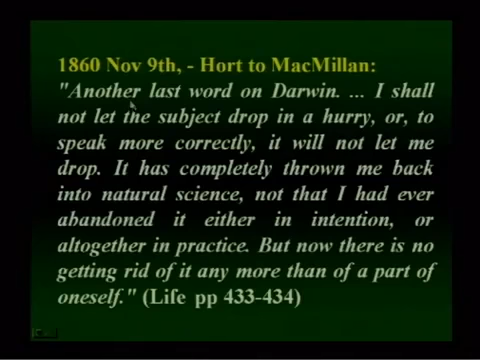 1860 Nov 9th, - Hort to MacMillan:
"Another last word on Darwin. ... I shall
not let the subject drop in a hurry, or, to
speak more correctly, it will not let me
drop. It has completely thrown me back
into natural science, not that I had ever
abandoned it either in intention, or
altogether in practice. But now there is no
getting rid of it any more than of a part of
oneself." (Life pp 433-434)